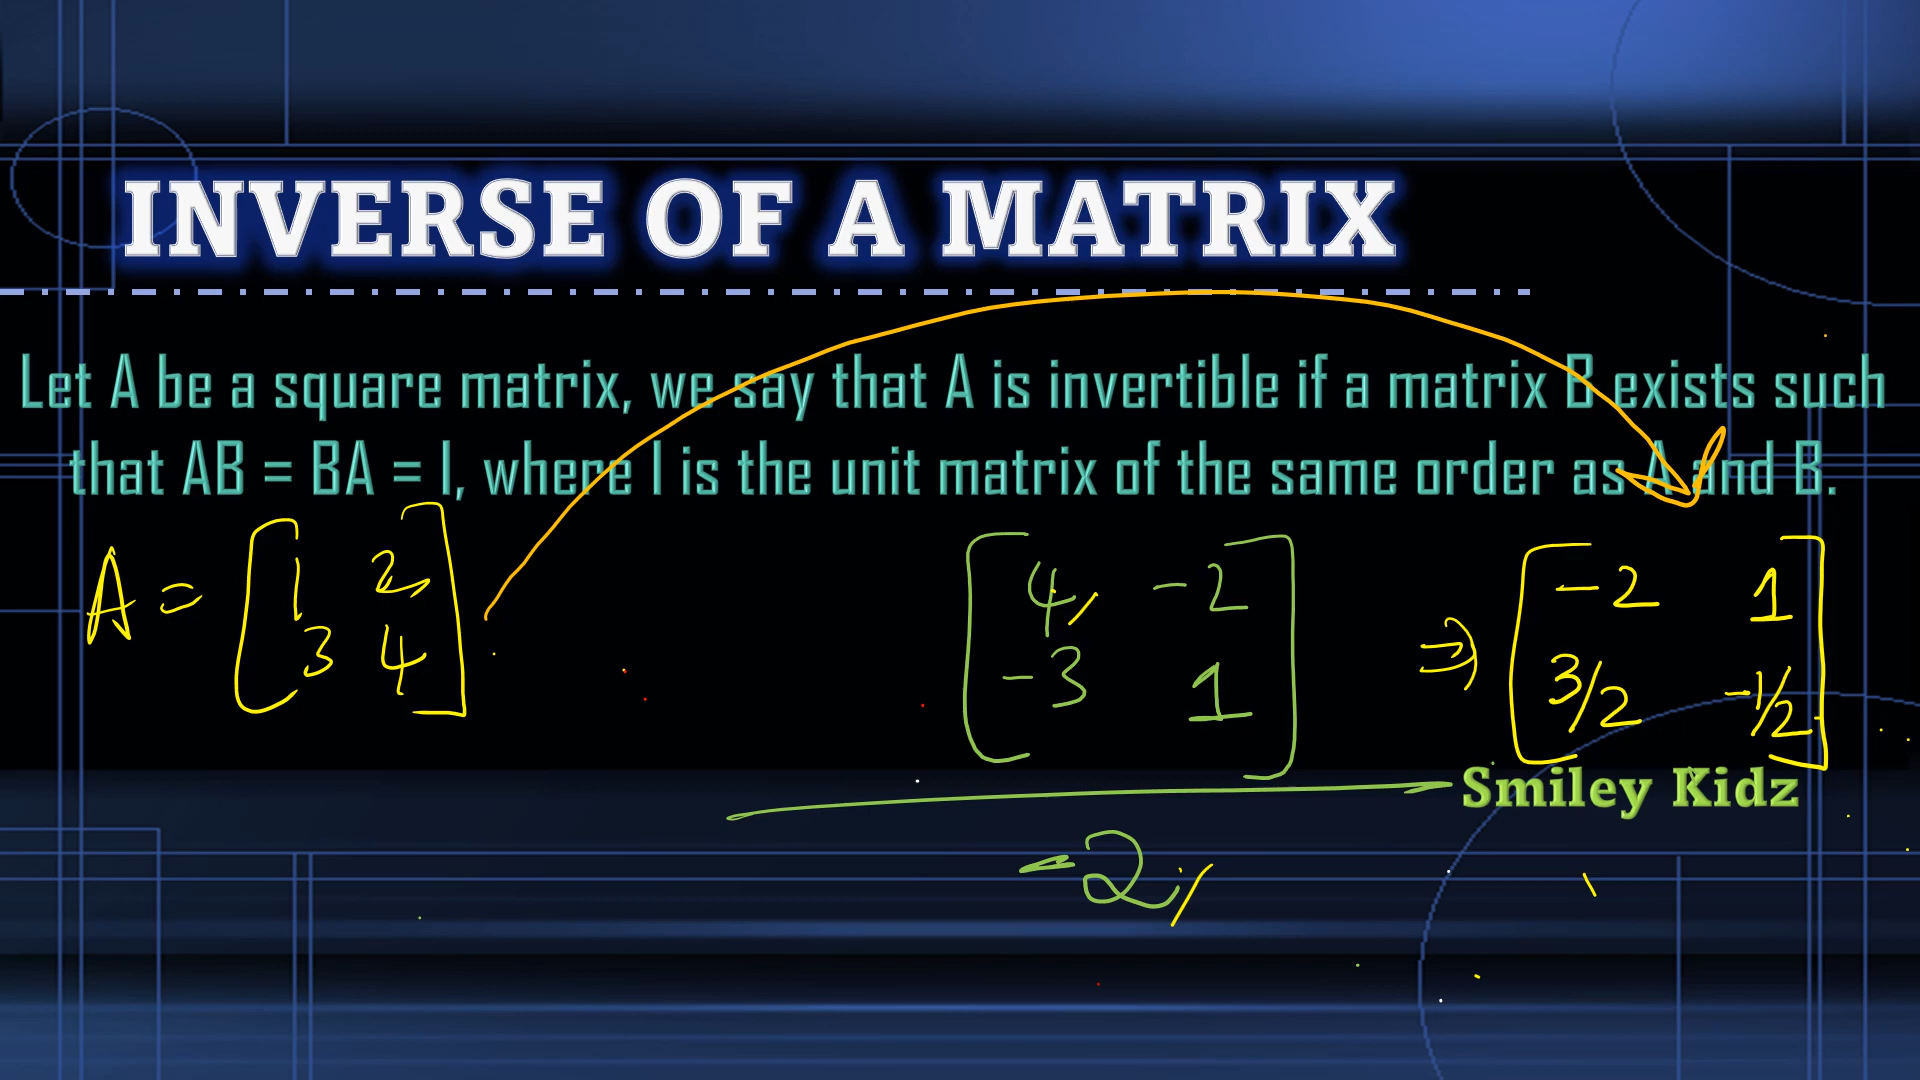 INVERSE OF A MATRIX
Let A be a square matrix, we say that A is invertible if a matrix B exists such
that AB = BA = I, where I is the unit matrix of the same order as A and B.
A = [1 2
3 4]
[4, -2
-3 1]
-2
⇒ [-2 1
3/2 -1/2]
Smiley Kidz